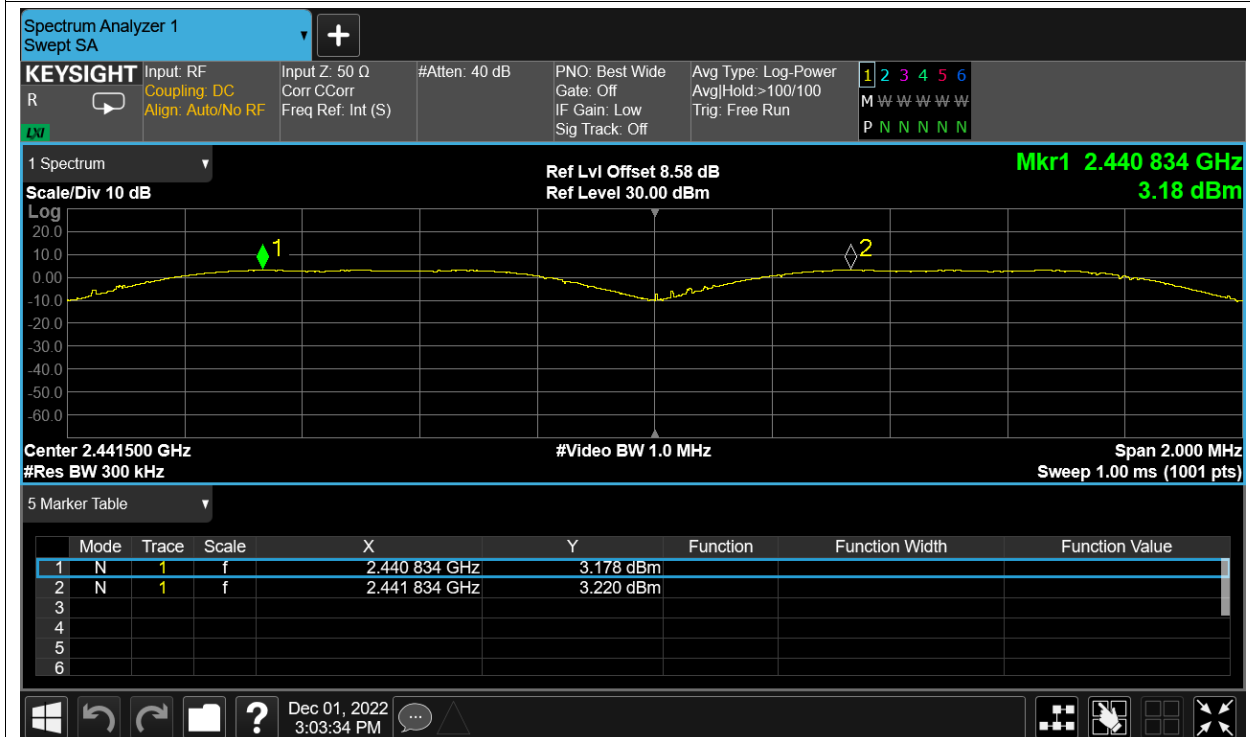 Spectrum Analyzer 1
Swept SA
+
KEYSIGHT
R
LXI
Input: RF
Coupling: DC
Align: Auto/No RF
Input Z: 50 Ω
Corr CCorr
Freq Ref: Int (S)
#Atten: 40 dB
PNO: Best Wide
Gate: Off
IF Gain: Low
Sig Track: Off
Avg Type: Log-Power
Avg|Hold:>100/100
Trig: Free Run
1 2 3 4 5 6
M W W W W W W
P N N N N N
1 Spectrum
Scale/Div 10 dB
Ref Lvl Offset 8.58 dB
Ref Level 30.00 dBm
Mkr1 2.440 834 GHz
3.18 dBm
Log
20.0
10.0
0.00
-10.0
-20.0
-30.0
-40.0
-50.0
-60.0
1
2
Center 2.441500 GHz
#Res BW 300 kHz
#Video BW 1.0 MHz
Span 2.000 MHz
Sweep 1.00 ms (1001 pts)
5 Marker Table
Mode Trace Scale X Y Function Function Width Function Value
1 N 1 f 2.440 834 GHz 3.178 dBm
2 N 1 f 2.441 834 GHz 3.220 dBm
3
4
5
6
?
Dec 01, 2022
3:03:34 PM